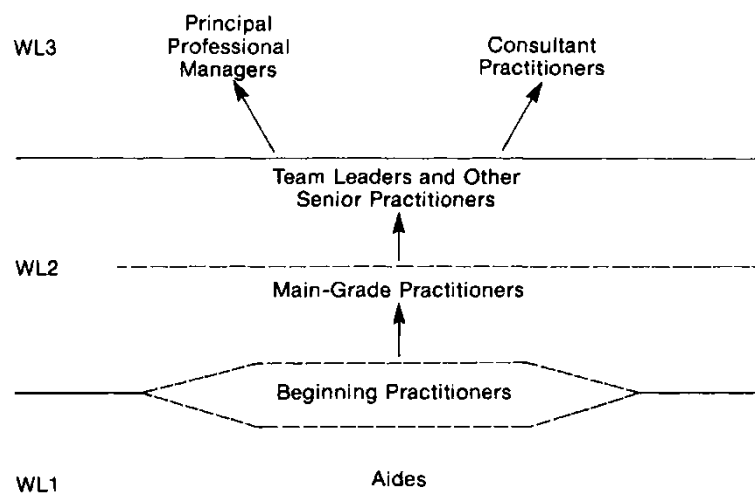 WL3
Principal
Professional
Managers
Consultant
Practitioners
Team Leaders and Other
Senior Practitioners
WL2
Main-Grade Practitioners
Beginning Practitioners
WL1
Aides